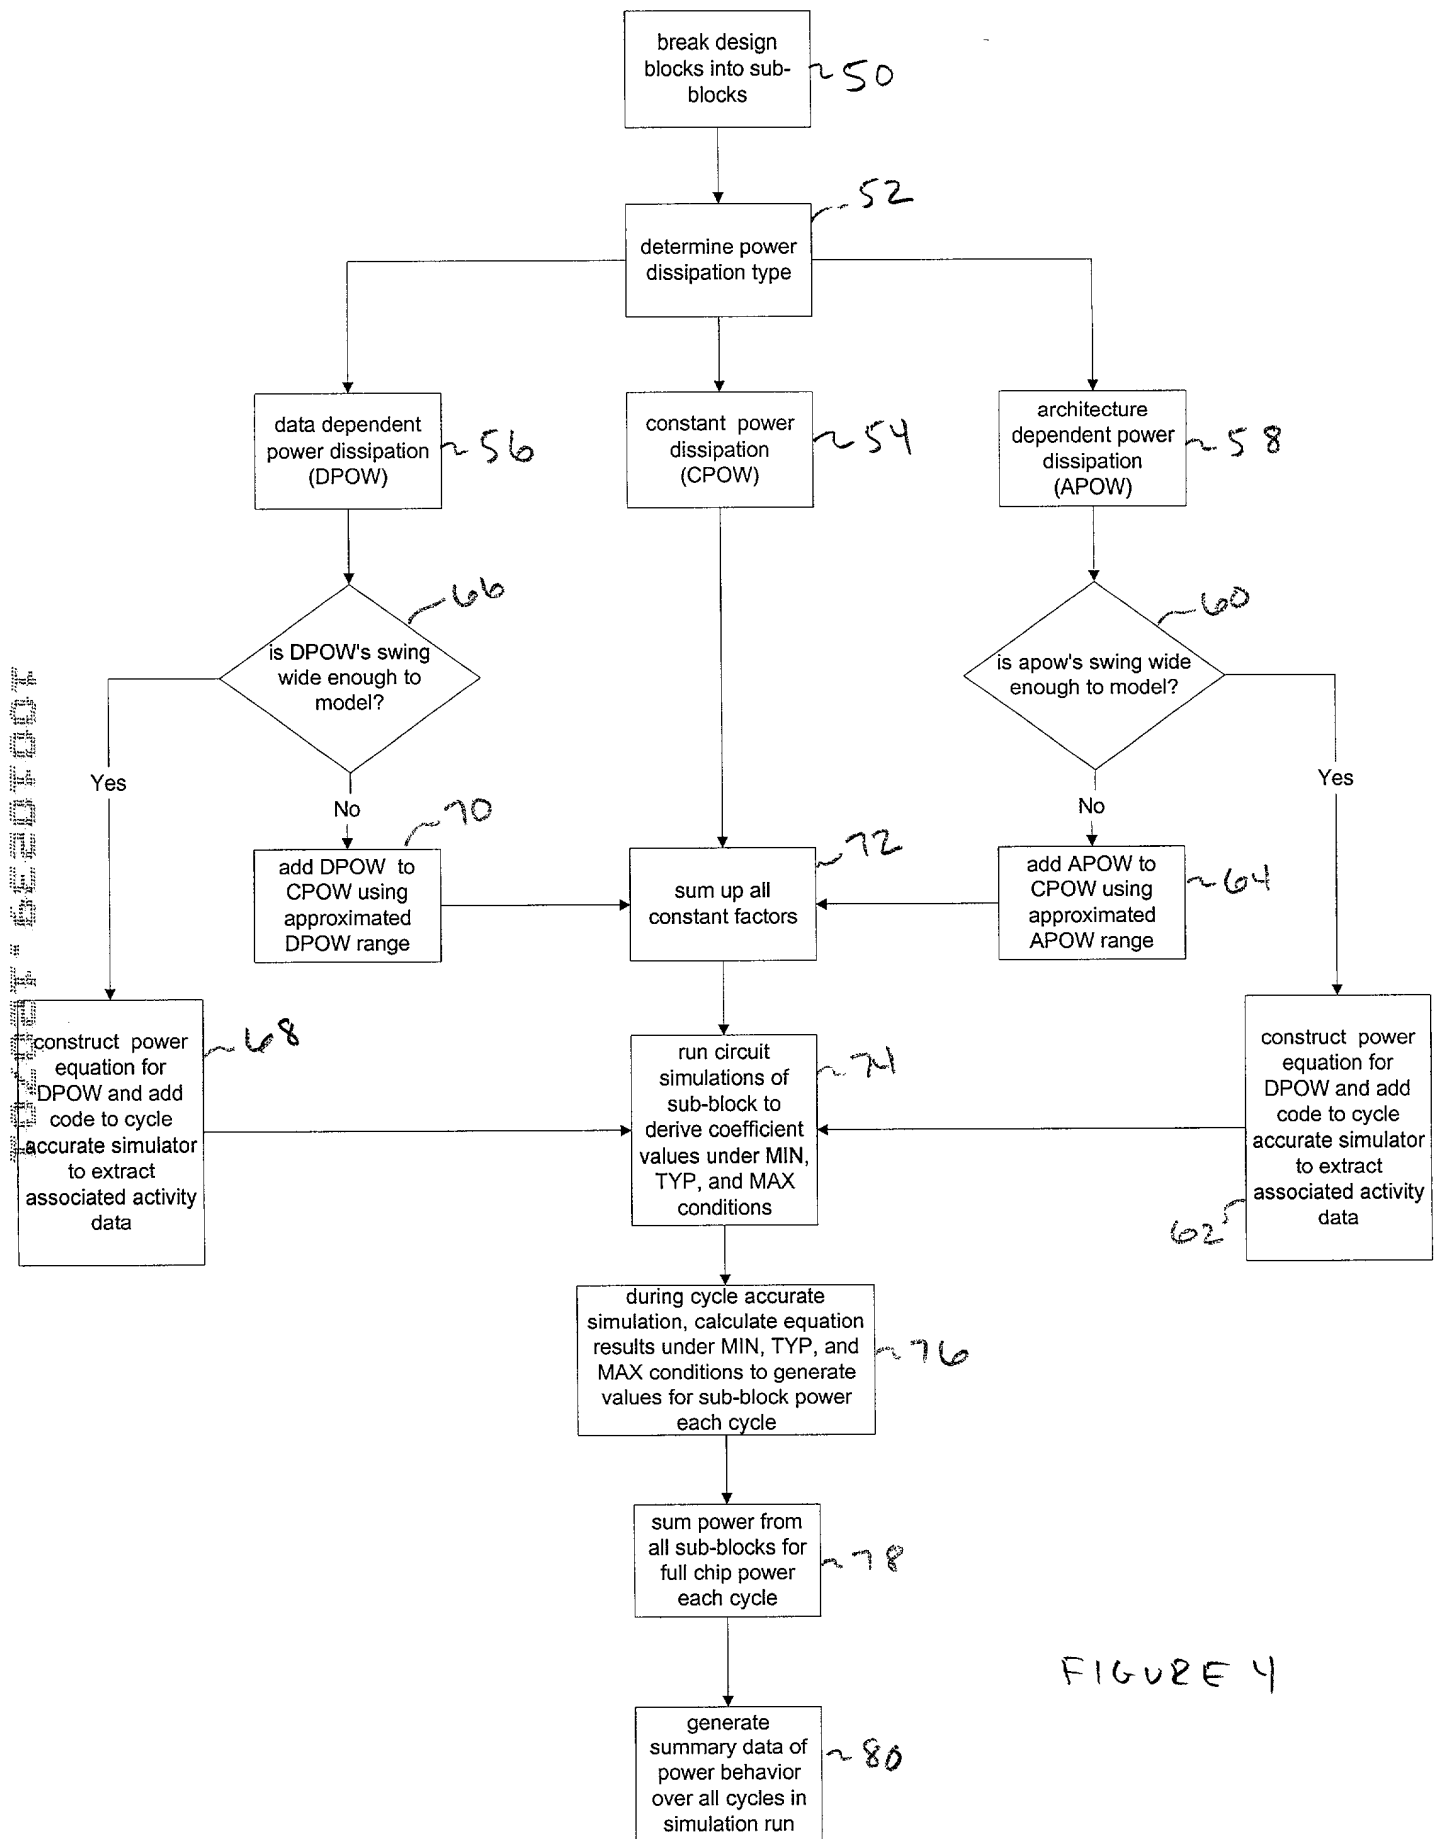 break design
blocks into sub-
blocks
50
52
determine power
dissipation type
data dependent
power dissipation
(DPOW)
56
constant power
dissipation
(CPOW)
54
architecture
dependent power
dissipation
(APOW)
58
66
is DPOW's swing
wide enough to
model?
60
is apow's swing wide
enough to model?
Yes
No
No
Yes
70
add DPOW to
CPOW using
approximated
DPOW range
72
sum up all
constant factors
add APOW to
CPOW using
approximated
APOW range
64
construct power
equation for
DPOW and add
code to cycle
accurate simulator
to extract
associated activity
data
68
run circuit
simulations of
sub-block to
derive coefficient
values under MIN,
TYP, and MAX
conditions
74
construct power
equation for
DPOW and add
code to cycle
accurate simulator
to extract
associated activity
data
62
during cycle accurate
simulation, calculate equation
results under MIN, TYP, and
MAX conditions to generate
values for sub-block power
each cycle
76
sum power from
all sub-blocks for
full chip power
each cycle
78
FIGURE 4
generate
summary data of
power behavior
over all cycles in
simulation run
80